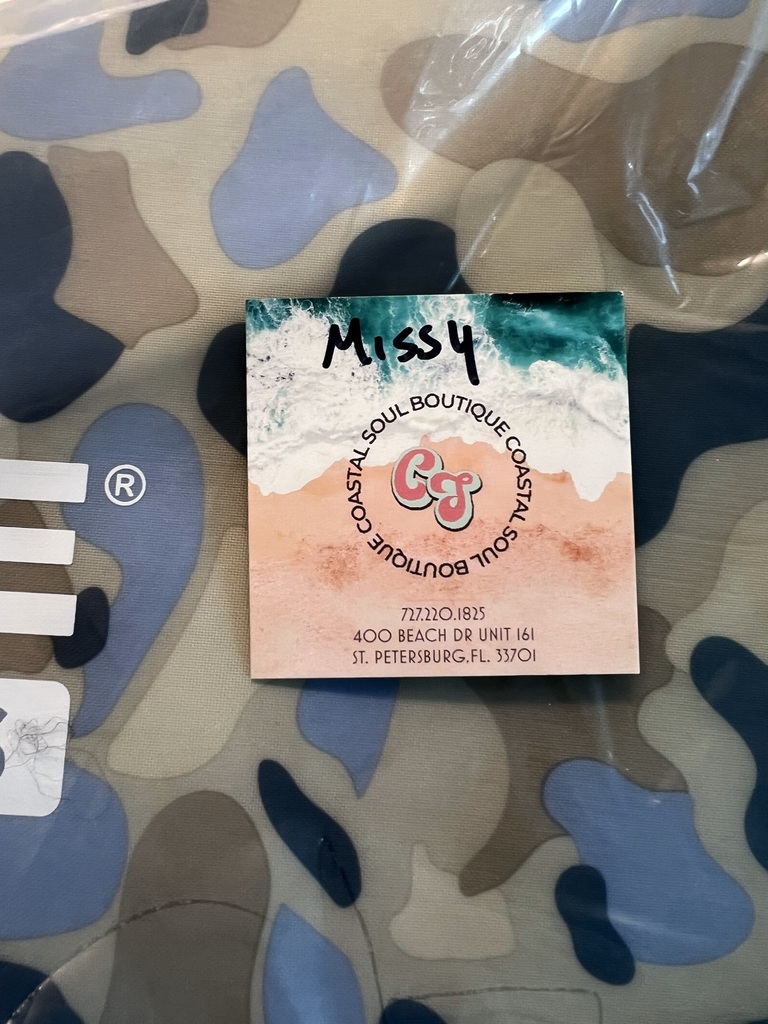 Missy
COASTAL SOUL BOUTIQUE COASTAL SOUL BOUTIQUE
CS
727.220.1825
400 BEACH DR UNIT 161
ST. PETERSBURG,FL. 33701
®